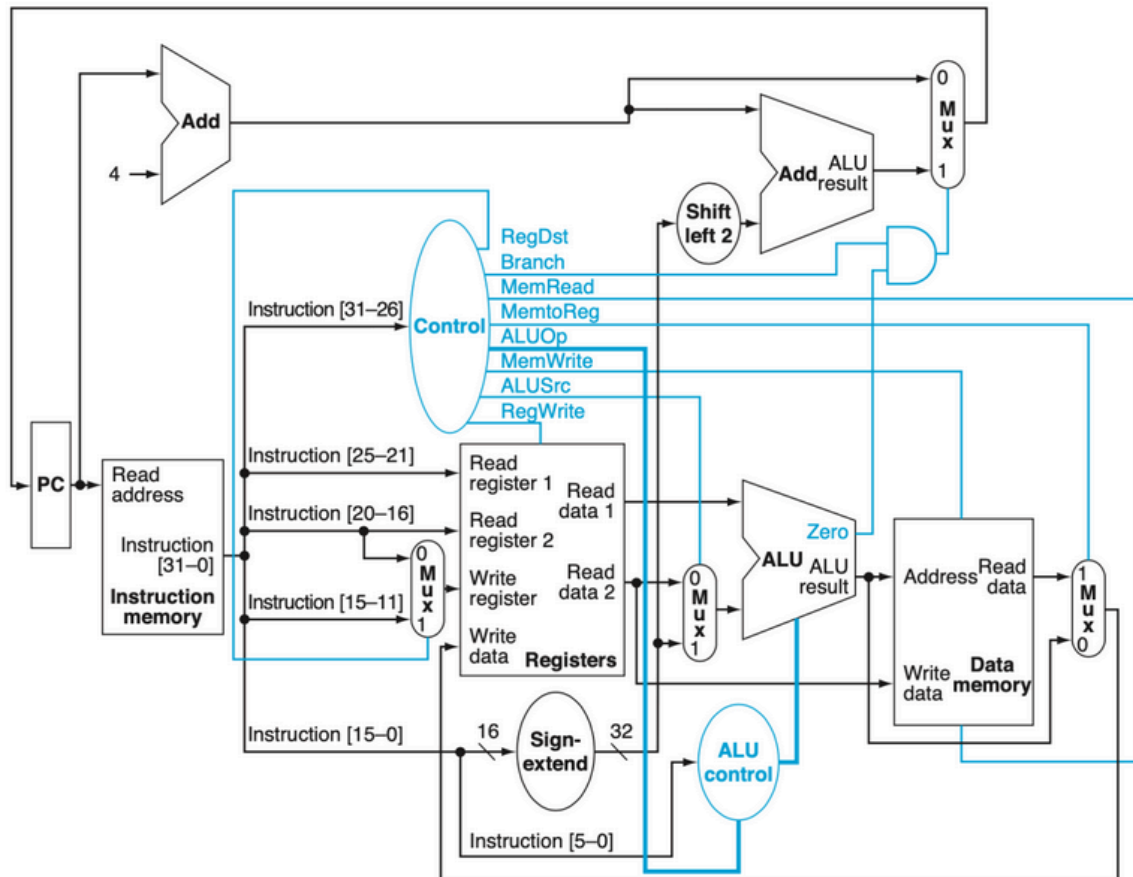 0
M
u
x
1
Add
4
Add
ALU
result
Shift
left 2
RegDst
Branch
MemRead
MemtoReg
ALUOp
MemWrite
ALUSrc
RegWrite
Control
Instruction [31–26]
Instruction [25–21]
Instruction [20–16]
Instruction [15–11]
Instruction [15–0]
Instruction [5–0]
PC
Read
address
Instruction
[31–0]
Instruction
memory
0
M
u
x
1
Read
register 1
Read
register 2
Write
register
Write
data
Read
data 1
Read
data 2
Registers
0
M
u
x
1
Zero
ALU
ALU
result
Address
Read
data
Write
data
Data
memory
1
M
u
x
0
16
Sign-
extend
32
ALU
control